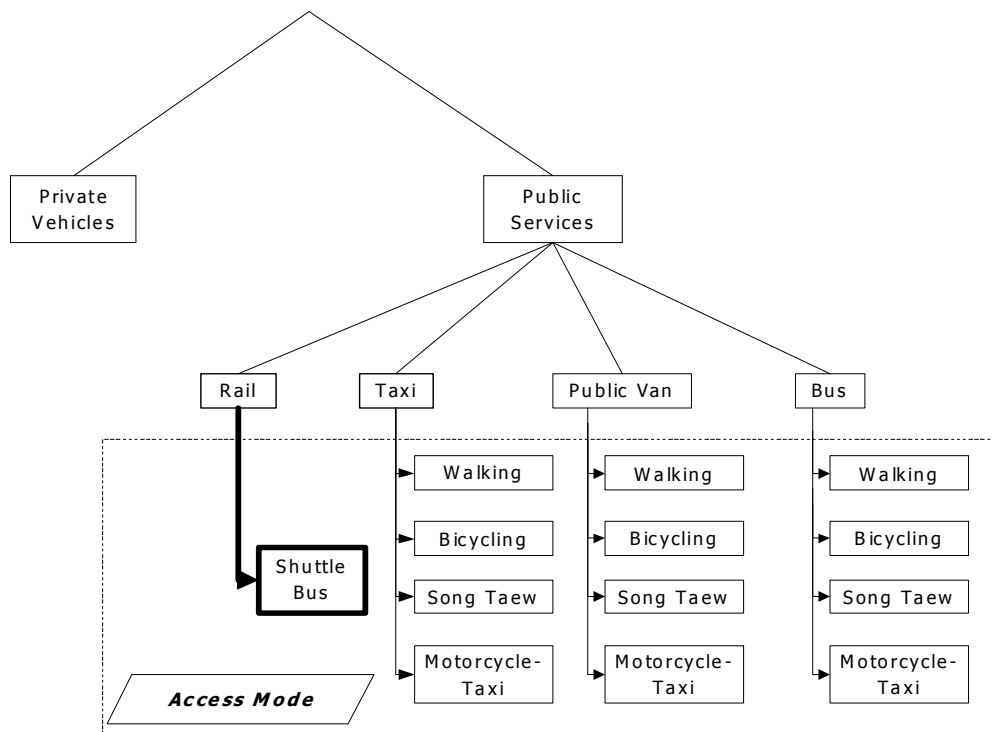 Private
Vehicles
Public
Services
Rail
Taxi
Public Van
Bus
Walking
Walking
Walking
Bicycling
Bicycling
Bicycling
Shuttle
Bus
Song Taew
Song Taew
Song Taew
Motorcycle-
Taxi
Motorcycle-
Taxi
Motorcycle-
Taxi
Access Mode